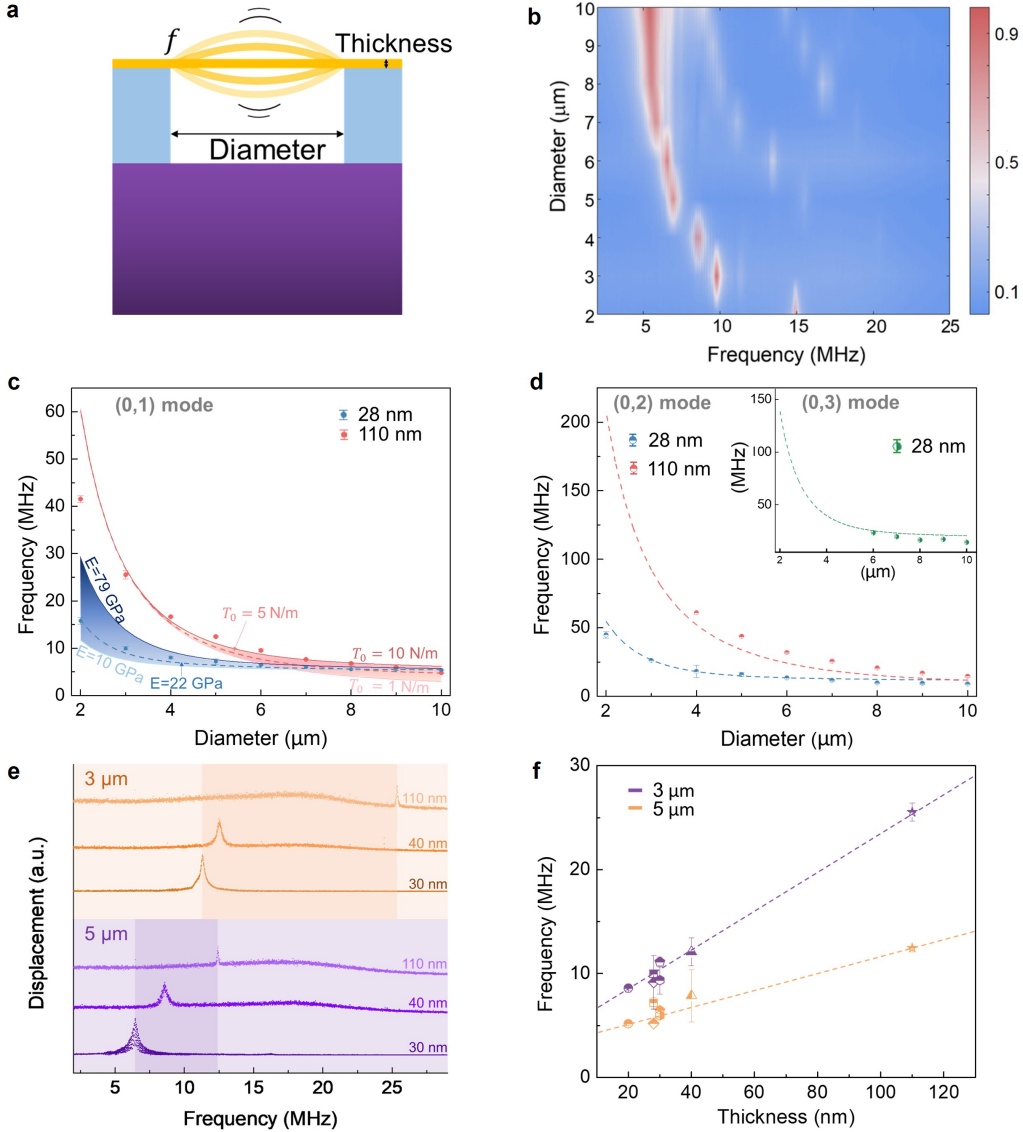 a
f
Thickness
Diameter
b
Diameter (μm)
10
9
8
7
6
5
4
3
2
5
10
15
20
25
Frequency (MHz)
0.9
0.5
0.1
c
(0,1) mode
28 nm
110 nm
Frequency (MHz)
60
50
40
30
20
10
0
E=79 GPa
E=10 GPa
E=22 GPa
T₀ = 5 N/m
T₀ = 10 N/m
T₀ = 1 N/m
2
4
6
8
10
Diameter (μm)
d
(0,2) mode
28 nm
110 nm
Frequency (MHz)
200
150
100
50
0
(0,3) mode
28 nm
(MHz)
150
100
50
2
4
6
8
10
(μm)
2
4
6
8
10
Diameter (μm)
e
3 μm
110 nm
40 nm
30 nm
5 μm
110 nm
40 nm
30 nm
Displacement (a.u.)
5
10
15
20
25
Frequency (MHz)
f
3 μm
5 μm
Frequency (MHz)
30
20
10
0
20
40
60
80
100
120
Thickness (nm)